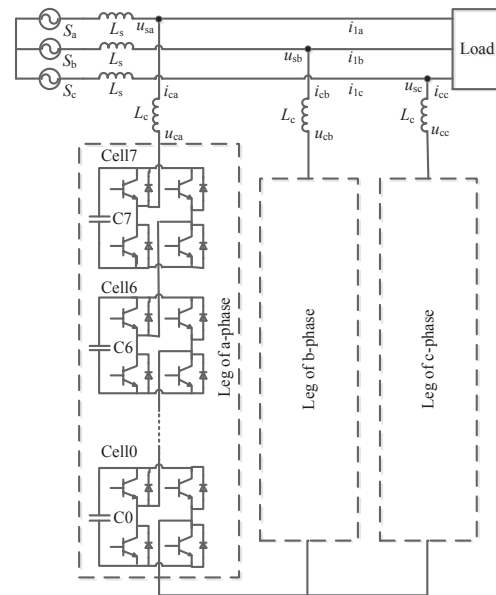 Sa Ls usa i1a Load
Sb Ls usb i1b
Sc Ls i1c usc
ica icb icc
Lc Lc Lc
uca ucb ucc
Cell7
C7
Cell6
C6
Cell0
C0
Leg of a-phase
Leg of b-phase
Leg of c-phase